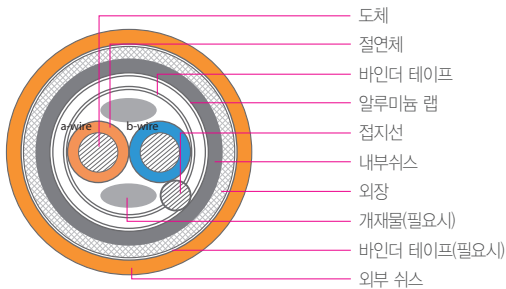 도체
절연체
바인더 테이프
알루미늄 랩
a-wire b-wire
접지선
내부쉬스
외장
개재물(필요시)
바인더 테이프(필요시)
외부 쉬스